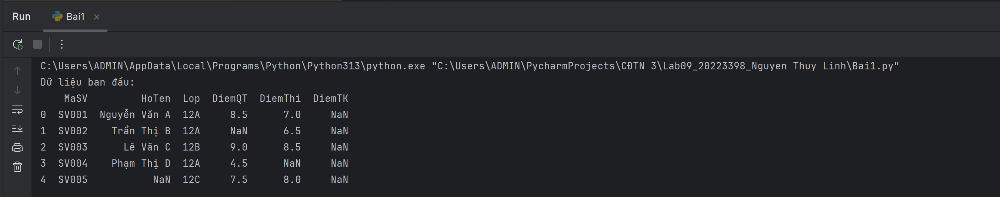 Run Bai1
C:\Users\ADMIN\AppData\Local\Programs\Python\Python313\python.exe "C:\Users\ADMIN\PycharmProjects\CĐTN 3\Lab09_20223398_Nguyen Thuy Linh\Bai1.py"
Dữ liệu ban đầu:
MaSV HoTen Lop DiemQT DiemThi DiemTK
0 SV001 Nguyễn Văn A 12A 8.5 7.0 NaN
1 SV002 Trần Thị B 12A NaN 6.5 NaN
2 SV003 Lê Văn C 12B 9.0 8.5 NaN
3 SV004 Phạm Thị D 12A 4.5 NaN NaN
4 SV005 NaN 12C 7.5 8.0 NaN